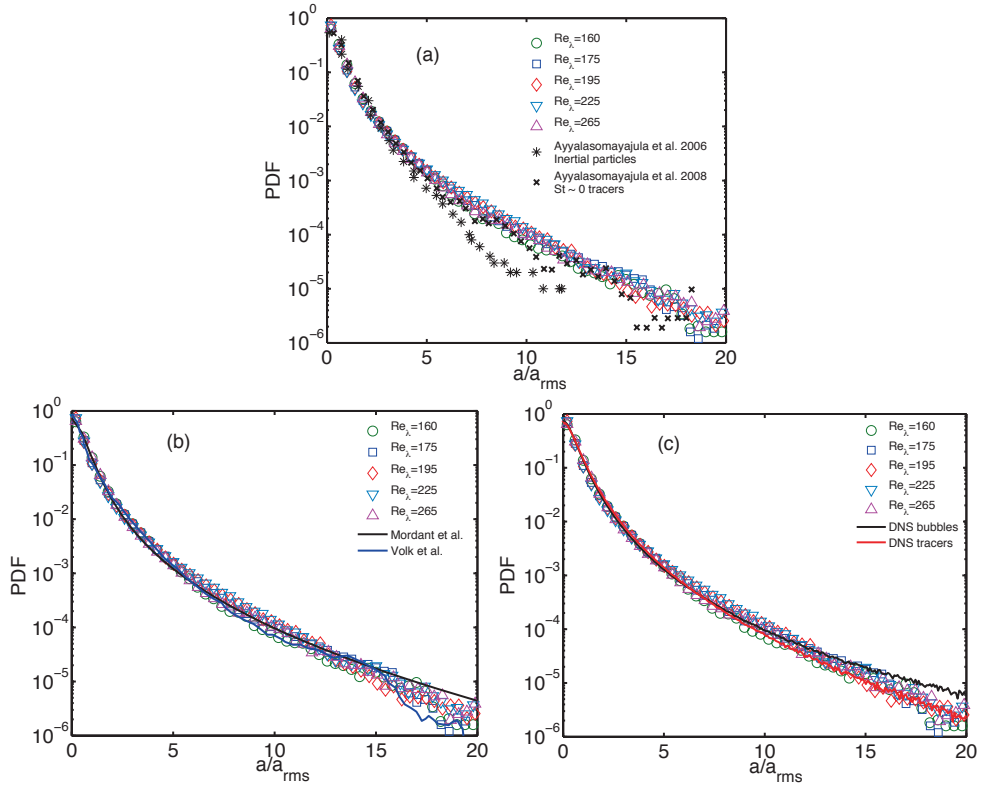 (a)
Re_λ=160
Re_λ=175
Re_λ=195
Re_λ=225
Re_λ=265
Ayyalasomayajula et al. 2006
Inertial particles
Ayyalasomayajula et al. 2008
St ~ 0 tracers
PDF
10^0
10^-1
10^-2
10^-3
10^-4
10^-5
10^-6
0 5 10 15 20
a/a_rms
(b)
Re_λ=160
Re_λ=175
Re_λ=195
Re_λ=225
Re_λ=265
Mordant et al.
Volk et al.
PDF
10^0
10^-1
10^-2
10^-3
10^-4
10^-5
10^-6
0 5 10 15 20
a/a_rms
(c)
Re_λ=160
Re_λ=175
Re_λ=195
Re_λ=225
Re_λ=265
DNS bubbles
DNS tracers
PDF
10^0
10^-1
10^-2
10^-3
10^-4
10^-5
10^-6
0 5 10 15 20
a/a_rms